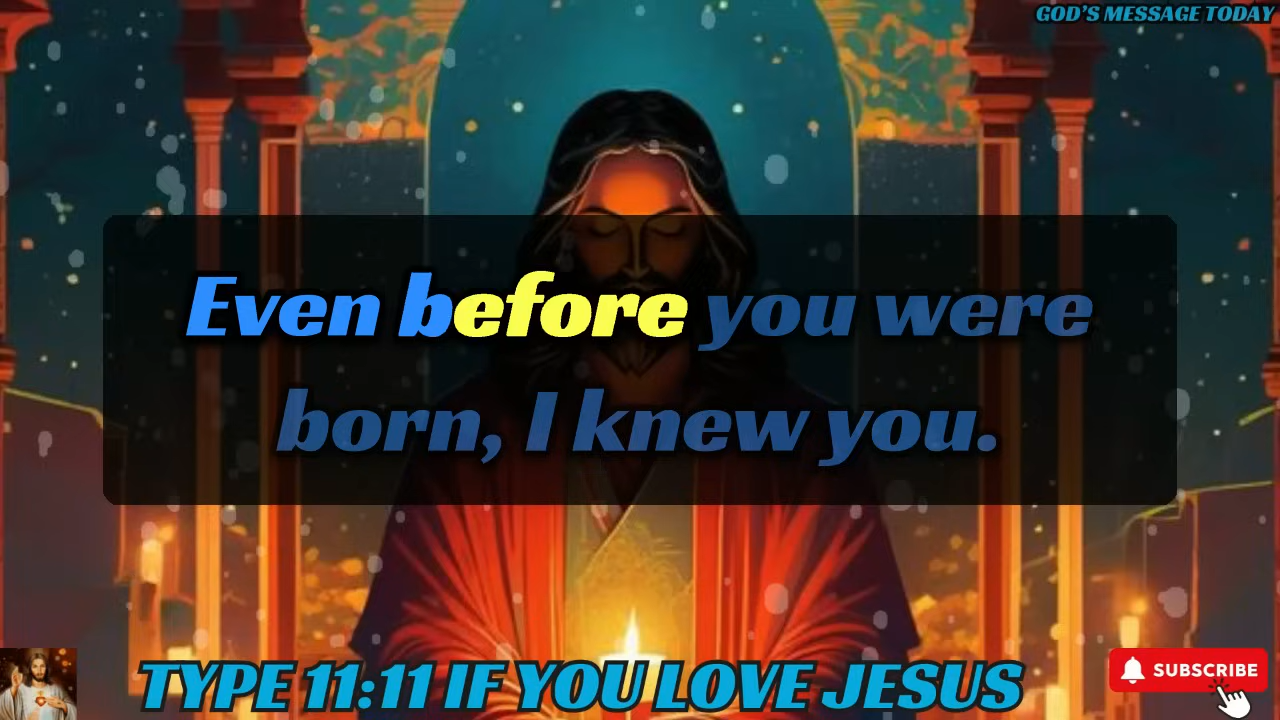 GOD'S MESSAGE TODAY
Even before you were
born, I knew you.
TYPE 11:11 IF YOU LOVE JESUS
SUBSCRIBE